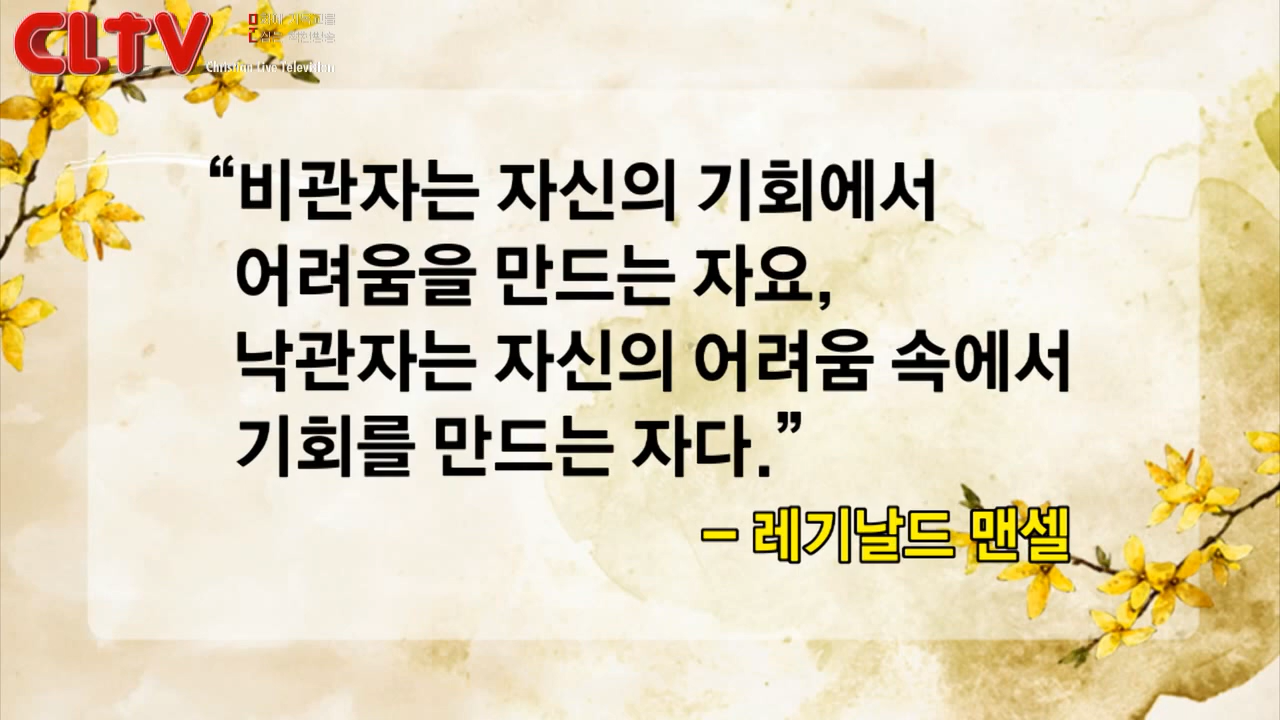 CLTV
Christian Live Television
“비관자는 자신의 기회에서
어려움을 만드는 자요,
낙관자는 자신의 어려움 속에서
기회를 만드는 자다.”
- 레기날드 맨셀